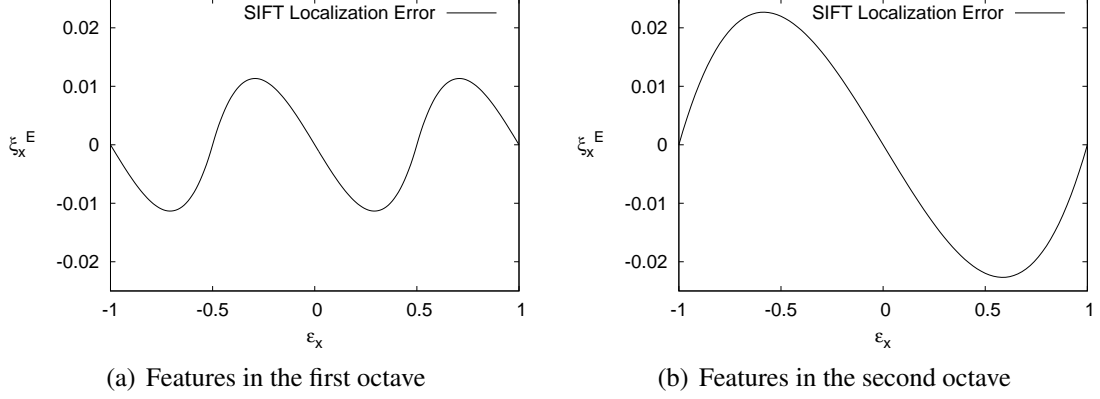 SIFT Localization Error
0.02
0.01
0
-0.01
-0.02
ξxE
-1
-0.5
0
0.5
1
εx
(a) Features in the first octave
SIFT Localization Error
0.02
0.01
0
-0.01
-0.02
ξxE
-1
-0.5
0
0.5
1
εx
(b) Features in the second octave